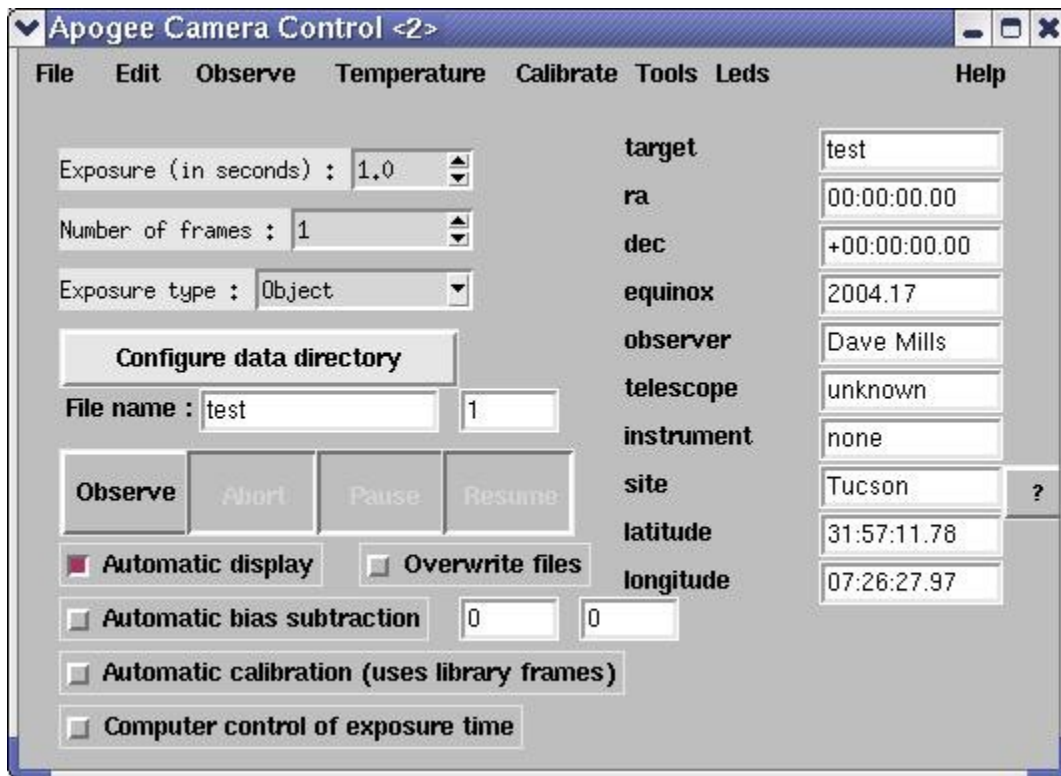 Apogee Camera Control <2>
File Edit Observe Temperature Calibrate Tools Leds Help
Exposure (in seconds) : 1.0
Number of frames : 1
Exposure type : Object
Configure data directory
File name : test 1
Observe Abort Pause Resume
Automatic display Overwrite files
Automatic bias subtraction 0 0
Automatic calibration (uses library frames)
Computer control of exposure time
target test
ra 00:00:00.00
dec +00:00:00.00
equinox 2004.17
observer Dave Mills
telescope unknown
instrument none
site Tucson ?
latitude 31:57:11.78
longitude 07:26:27.97